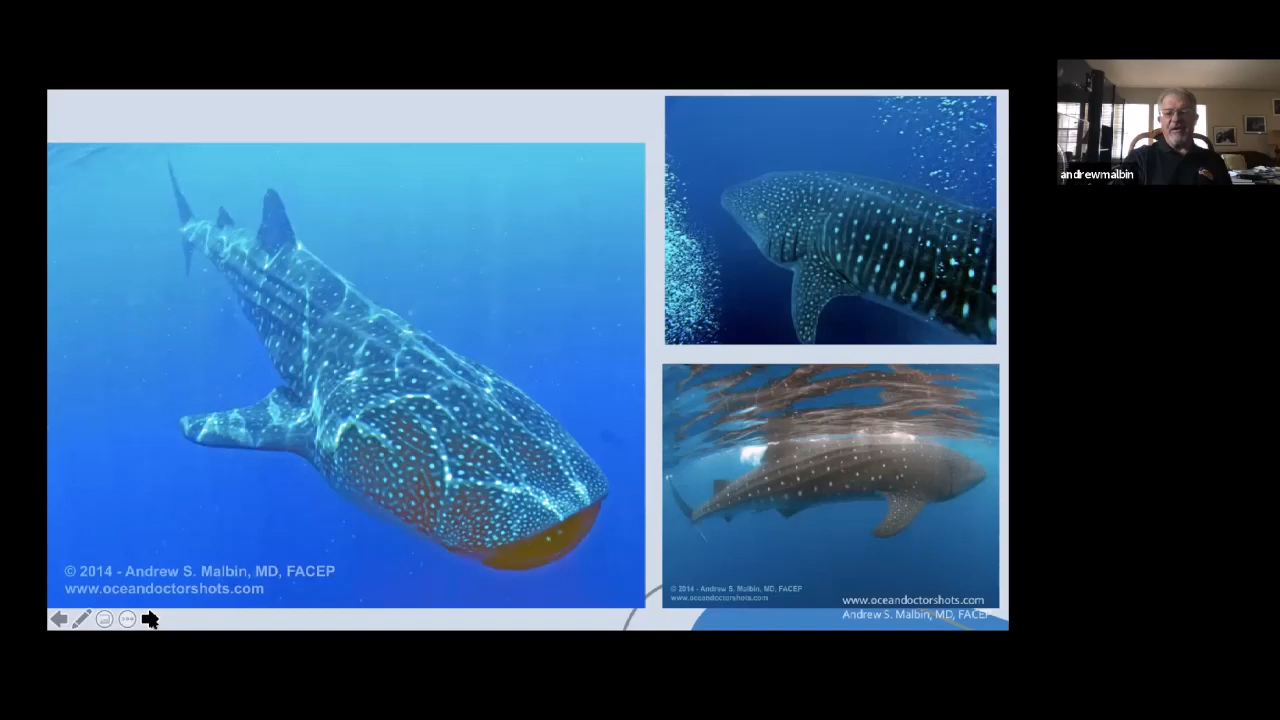 andrewmalbin
© 2014 - Andrew S. Malbin, MD, FACEP
www.oceandoctorshots.com
© 2014 - Andrew S. Malbin, MD, FACEP
www.oceandoctorshots.com
www.oceandoctorshots.com
Andrew S. Malbin, MD, FACEP